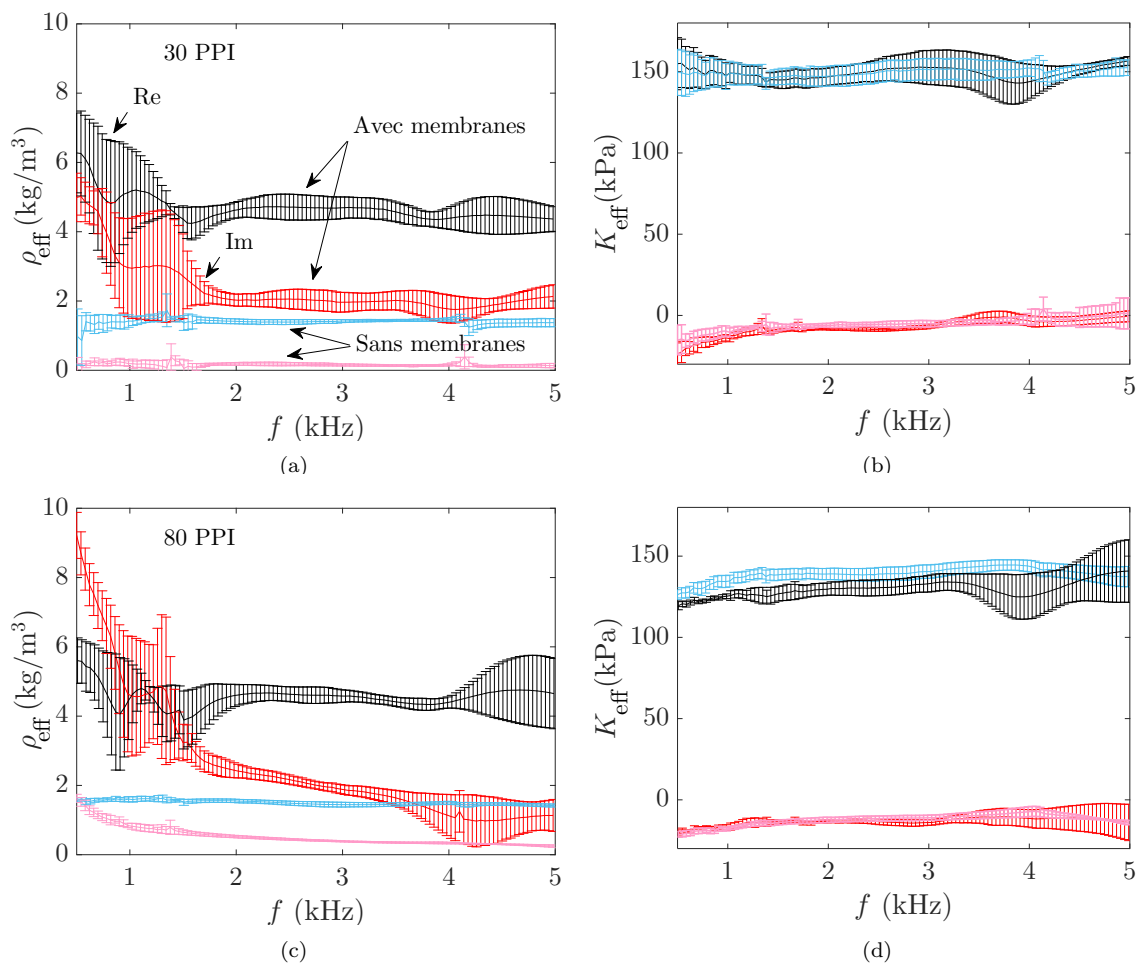 10
8
6
4
2
0
ρeff (kg/m³)
30 PPI
Re
Avec membranes
Im
Sans membranes
1 2 3 4 5
f (kHz)
(a)
150
100
50
0
Keff (kPa)
1 2 3 4 5
f (kHz)
(b)
10
8
6
4
2
0
ρeff (kg/m³)
80 PPI
1 2 3 4 5
f (kHz)
(c)
150
100
50
0
Keff (kPa)
1 2 3 4 5
f (kHz)
(d)